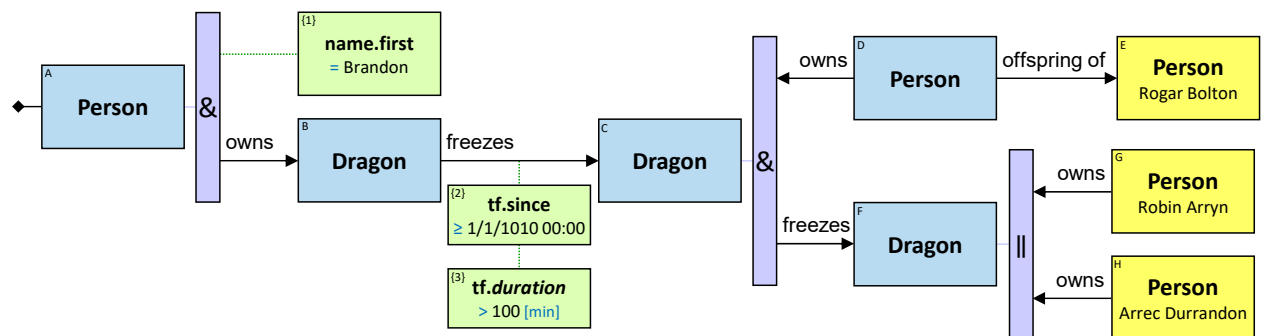 A
Person
&
{1}
name.first
= Brandon
owns
B
Dragon
freezes
{2}
tf.since
≥ 1/1/1010 00:00
{3}
tf.duration
> 100 [min]
C
Dragon
&
owns
D
Person
offspring of
E
Person
Rogar Bolton
freezes
F
Dragon
||
owns
G
Person
Robin Arryn
owns
H
Person
Arrec Durrandon